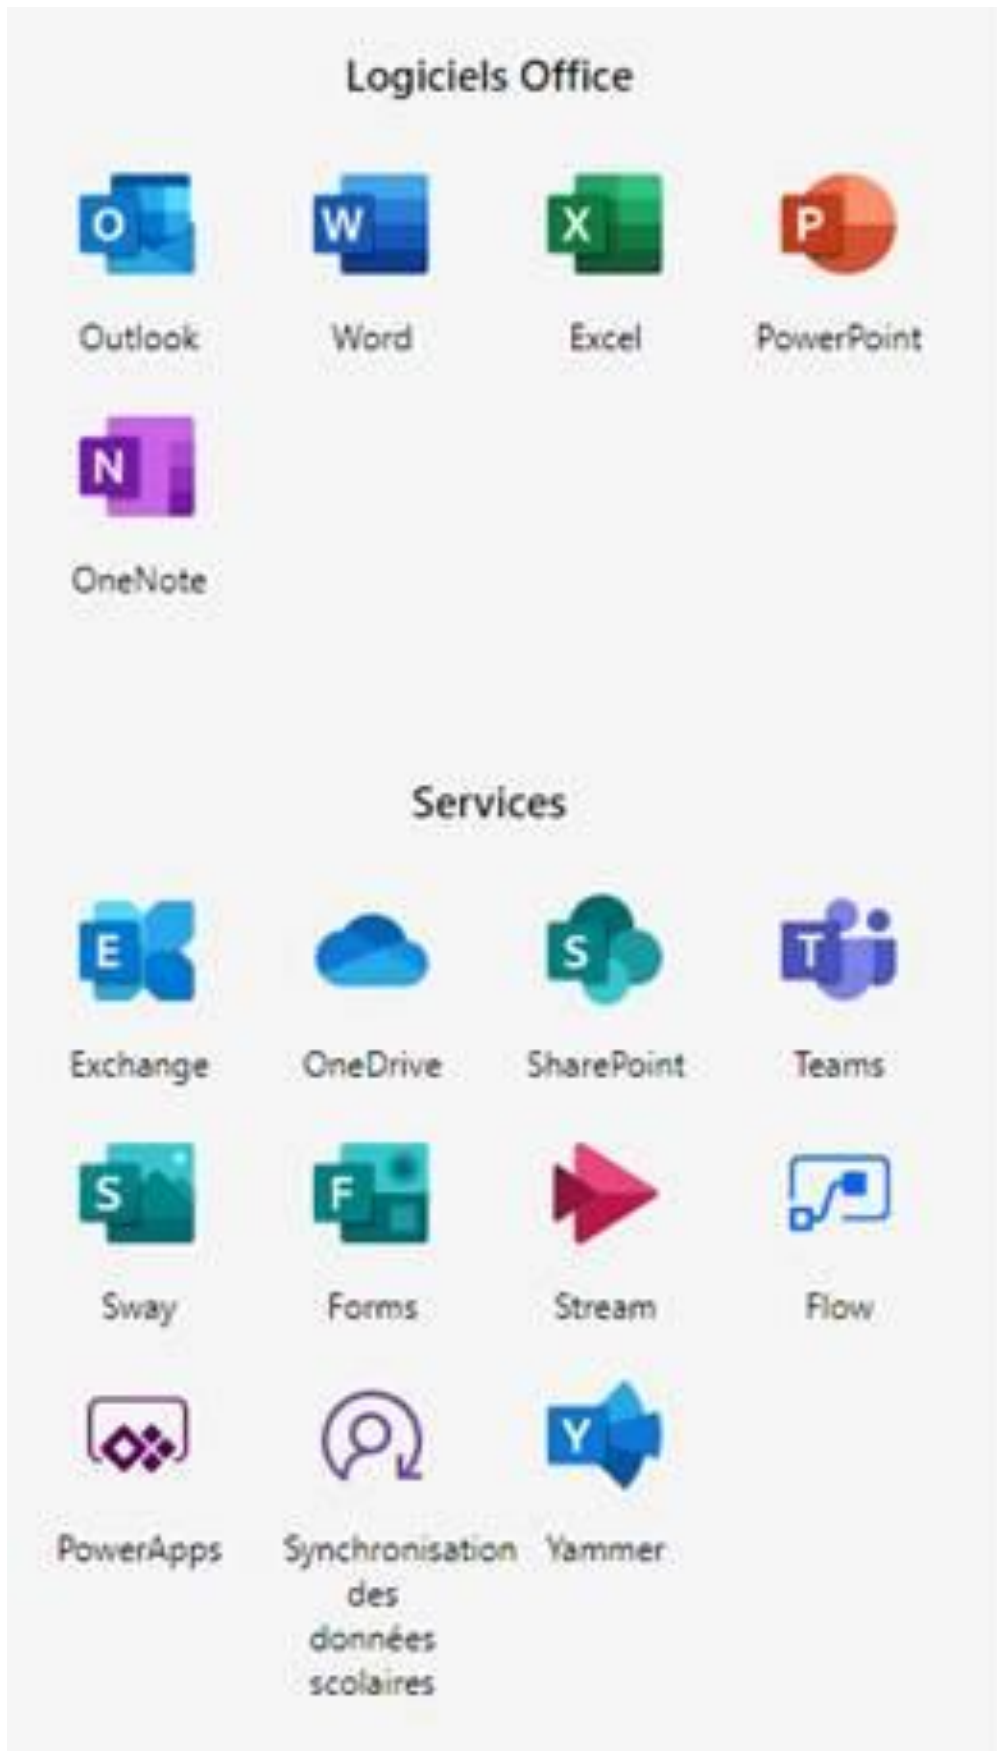 Logiciels Office
O W X P
Outlook Word Excel PowerPoint
N
OneNote
Services
E S T
Exchange OneDrive SharePoint Teams
S F
Sway Forms Stream Flow
Y
PowerApps Synchronisation Yammer
des
données
scolaires